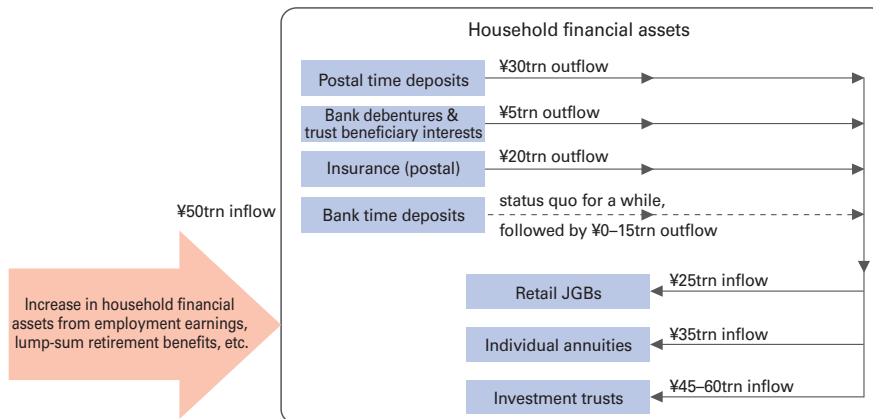 Household financial assets
Postal time deposits
¥30trn outflow
Bank debentures &
trust beneficiary interests
¥5trn outflow
Insurance (postal)
¥20trn outflow
Bank time deposits
status quo for a while,
followed by ¥0–15trn outflow
¥50trn inflow
Increase in household financial
assets from employment earnings,
lump-sum retirement benefits, etc.
Retail JGBs
¥25trn inflow
Individual annuities
¥35trn inflow
Investment trusts
¥45–60trn inflow